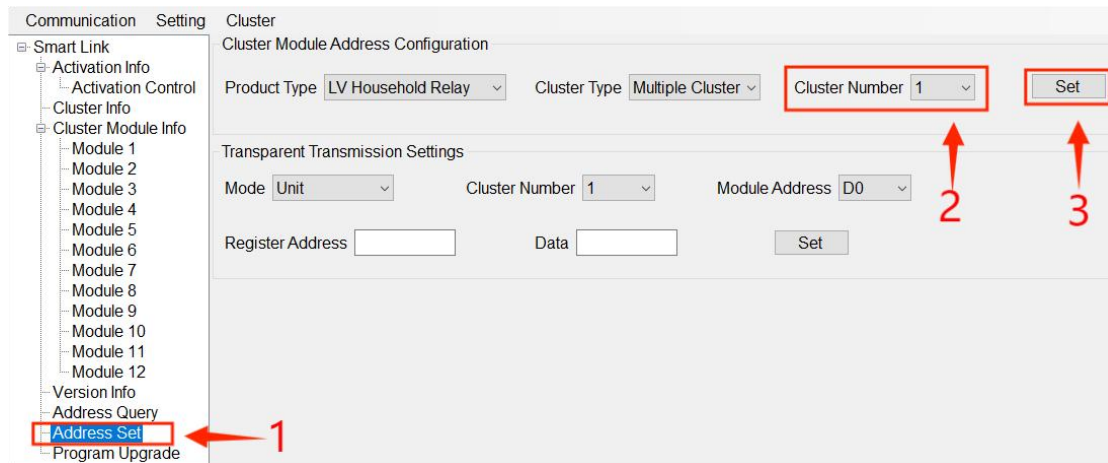 Communication Setting Cluster
Smart Link
Activation Info
Activation Control
Cluster Info
Cluster Module Info
Module 1
Module 2
Module 3
Module 4
Module 5
Module 6
Module 7
Module 8
Module 9
Module 10
Module 11
Module 12
Version Info
Address Query
Address Set
Program Upgrade
1
Cluster Module Address Configuration
Product Type LV Household Relay Cluster Type Multiple Cluster Cluster Number 1 Set
2 3
Transparent Transmission Settings
Mode Unit Cluster Number 1 Module Address D0
Register Address Data Set